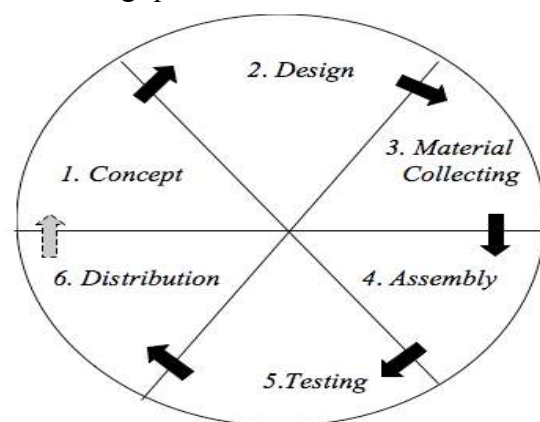 2. Design
3. Material
Collecting
1. Concept
6. Distribution
4. Assembly
5.Testing